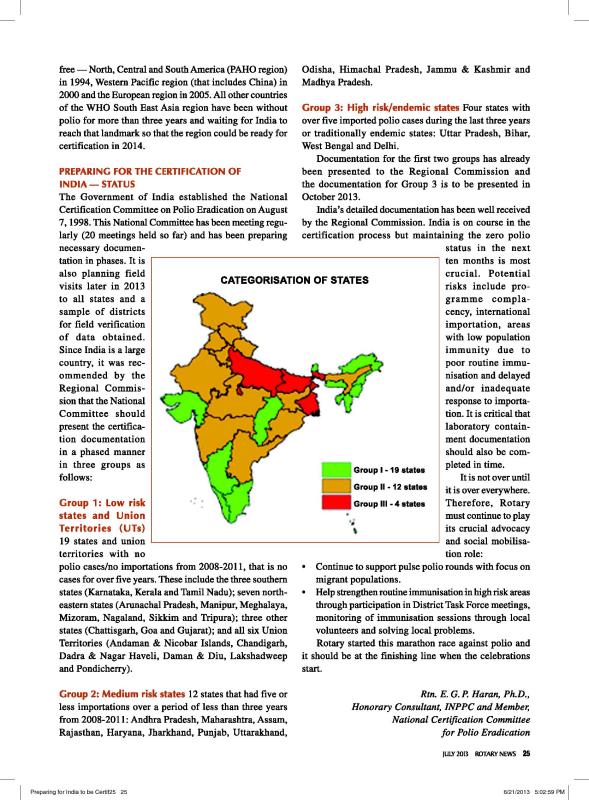 free — North, Central and South America (PAHO region)
in 1994, Western Pacific region (that includes China) in
2000 and the European region in 2005. All other countries
of the WHO South East Asia region have been without
polio for more than three years and waiting for India to
reach that landmark so that the region could be ready for
certification in 2014.
PREPARING FOR THE CERTIFICATION OF
INDIA — STATUS
The Government of India established the National
Certification Committee on Polio Eradication on August
7, 1998. This National Committee has been meeting regu-
larly (20 meetings held so far) and has been preparing
necessary documen-
tation in phases. It is
also planning field
visits later in 2013
to all states and a
sample of districts
for field verification
of data obtained.
Since India is a large
country, it was rec-
ommended by the
Regional Commis-
sion that the National
Committee should
present the certifica-
tion documentation
in a phased manner
in three groups as
follows:
Group 1: Low risk
states and Union
Territories (UTs)
19 states and union
territories with no
polio cases/no importations from 2008-2011, that is no
cases for over five years. These include the three southern
states (Karnataka, Kerala and Tamil Nadu); seven north-
eastern states (Arunachal Pradesh, Manipur, Meghalaya,
Mizoram, Nagaland, Sikkim and Tripura); three other
states (Chattisgarh, Goa and Gujarat); and all six Union
Territories (Andaman & Nicobar Islands, Chandigarh,
Dadra & Nagar Haveli, Daman & Diu, Lakshadweep
and Pondicherry).
Group 2: Medium risk states 12 states that had five or
less importations over a period of less than three years
from 2008-2011: Andhra Pradesh, Maharashtra, Assam,
Rajasthan, Haryana, Jharkhand, Punjab, Uttarakhand,
Odisha, Himachal Pradesh, Jammu & Kashmir and
Madhya Pradesh.
Group 3: High risk/endemic states Four states with
over five imported polio cases during the last three years
or traditionally endemic states: Uttar Pradesh, Bihar,
West Bengal and Delhi.
Documentation for the first two groups has already
been presented to the Regional Commission and
the documentation for Group 3 is to be presented in
October 2013.
India's detailed documentation has been well received
by the Regional Commission. India is on course in the
certification process but maintaining the zero polio
status in the next
ten months is most
crucial. Potential
risks include pro-
gramme compla-
cency, international
importation, areas
with low population
immunity due to
poor routine immu-
nisation and delayed
and/or inadequate
response to importa-
tion. It is critical that
laboratory contain-
ment documentation
should also be com-
pleted in time.
It is not over until
it is over everywhere.
Therefore, Rotary
must continue to play
its crucial advocacy
and social mobilisa-
tion role:
• Continue to support pulse polio rounds with focus on
migrant populations.
• Help strengthen routine immunisation in high risk areas
through participation in District Task Force meetings,
monitoring of immunisation sessions through local
volunteers and solving local problems.
Rotary started this marathon race against polio and
it should be at the finishing line when the celebrations
start.
Rtn. E. G. P. Haran, Ph.D.,
Honorary Consultant, INPPC and Member,
National Certification Committee
for Polio Eradication
CATEGORISATION OF STATES
Group I - 19 states
Group II - 12 states
Group III - 4 states
JULY 2013 ROTARY NEWS 25
Preparing for India to be Certif25 25
6/21/2013 5:02:59 PM